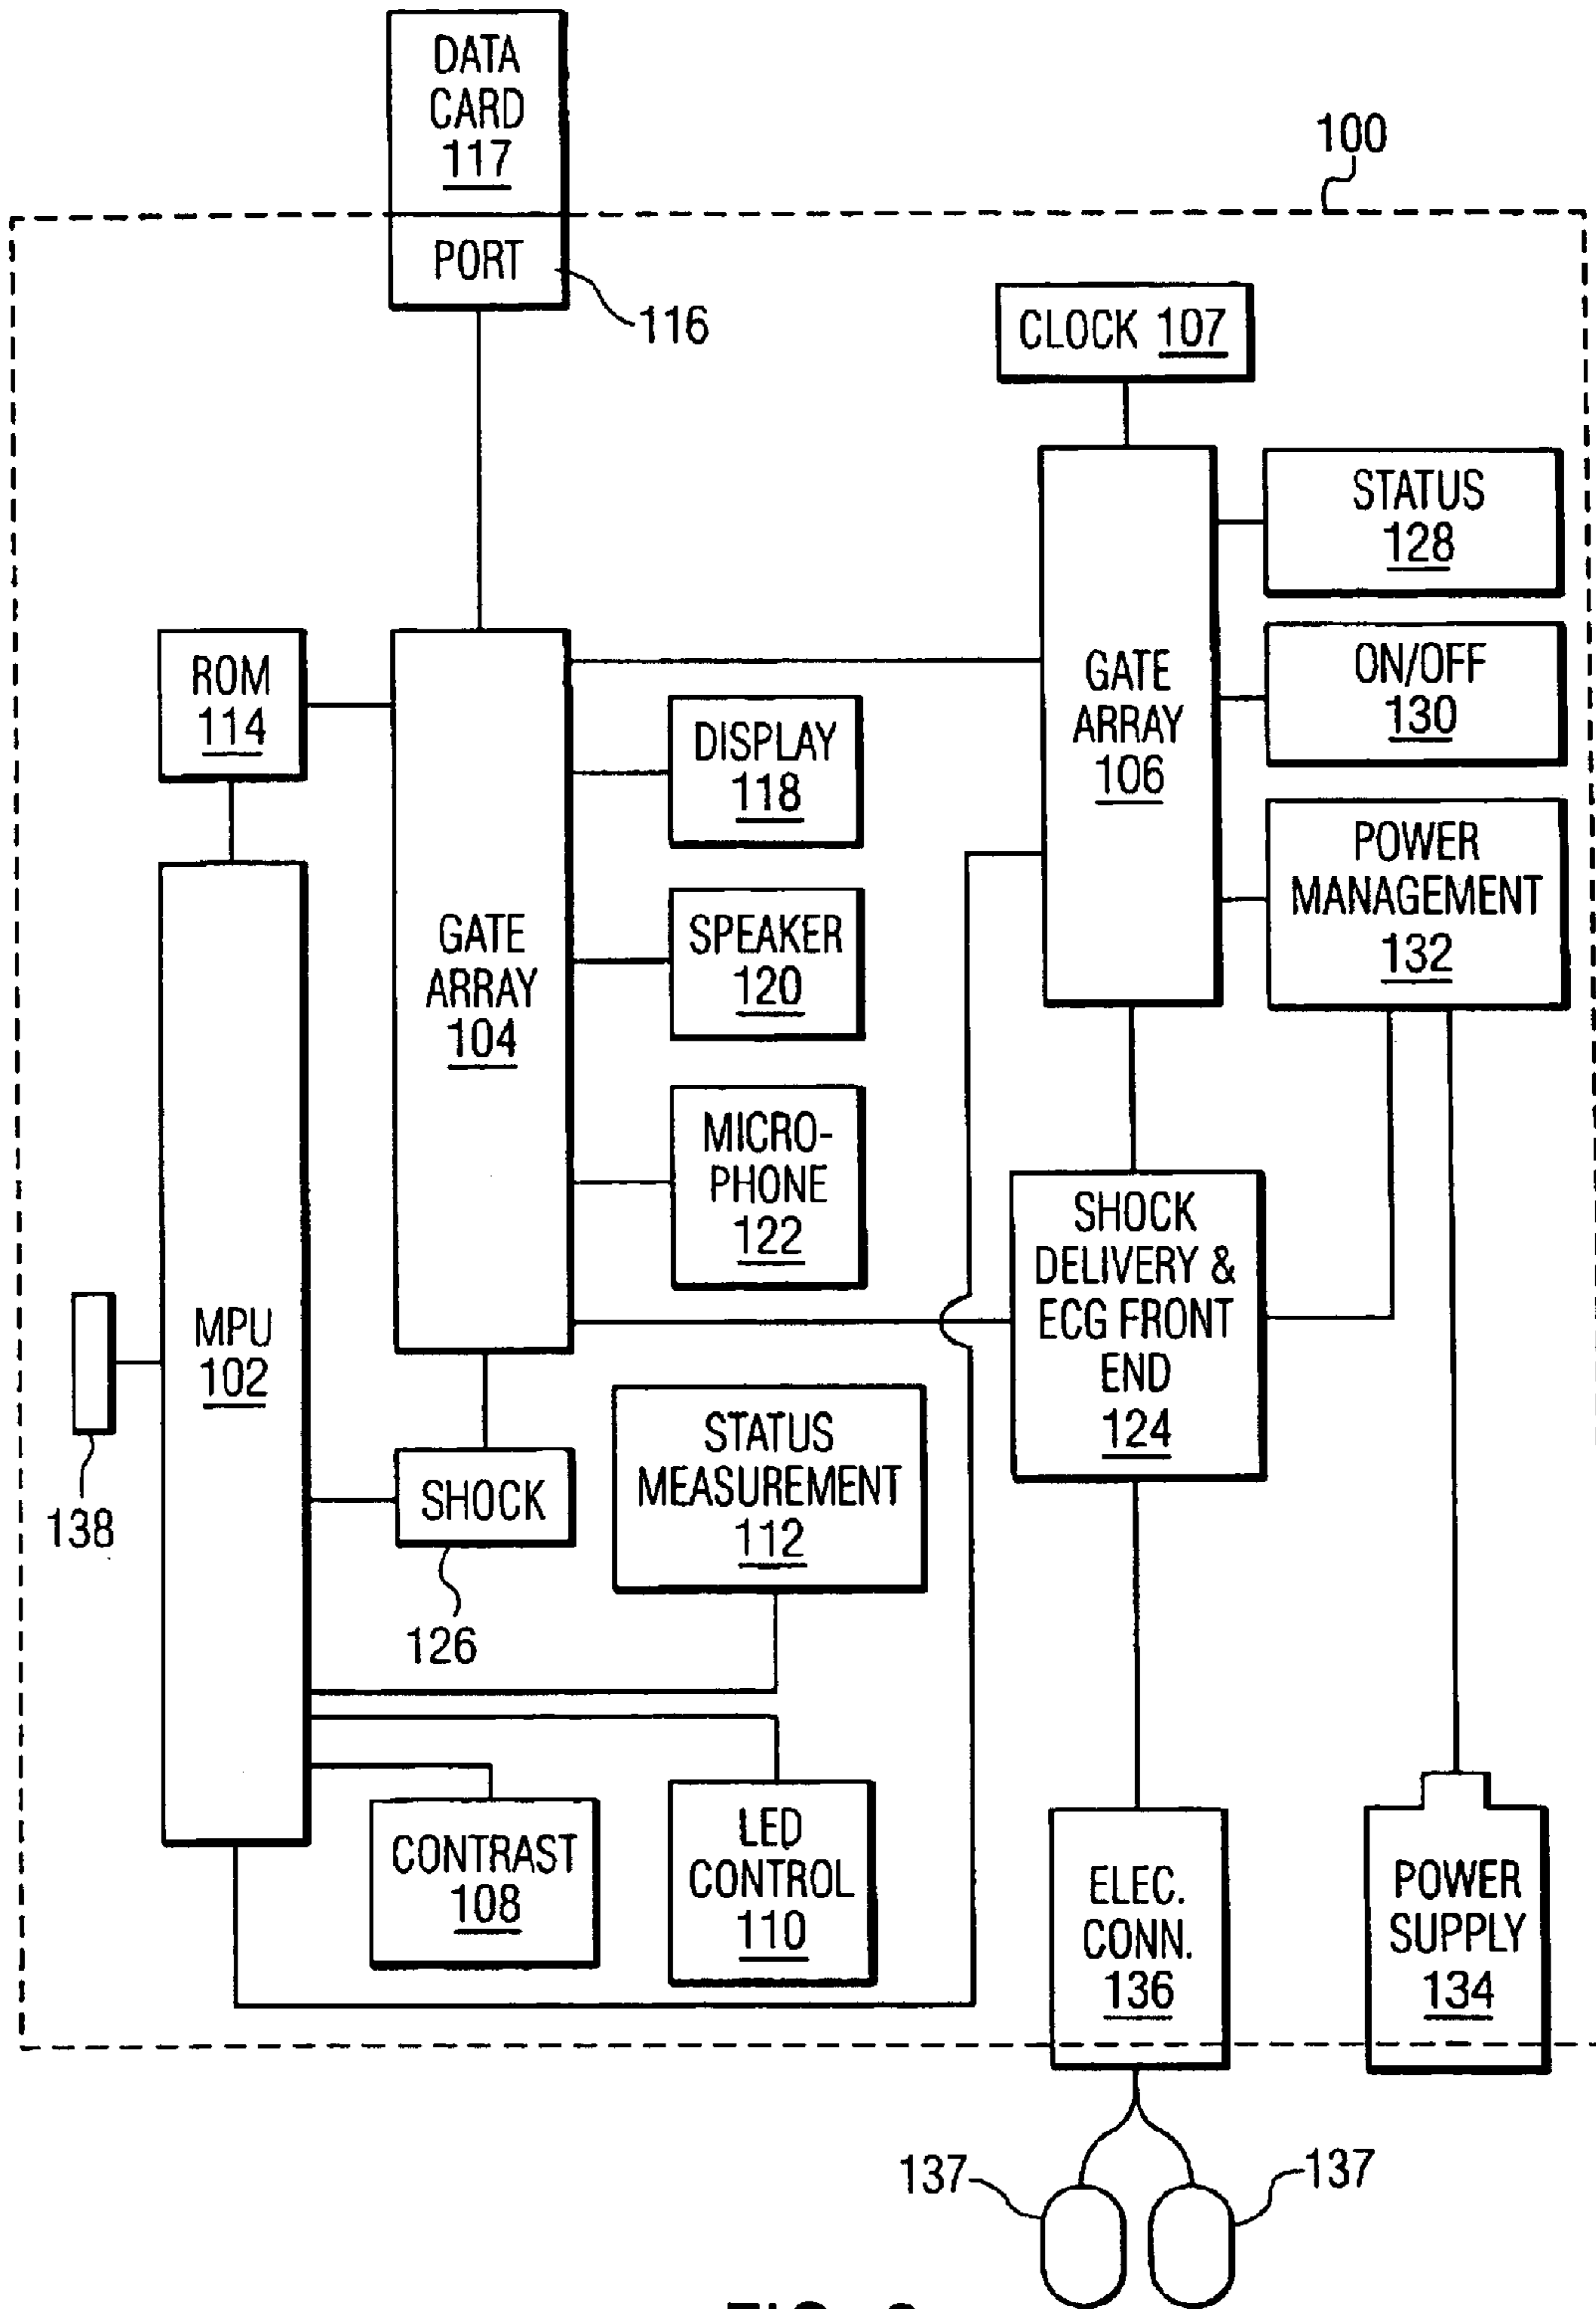 DATA
CARD
117
100
PORT
116
CLOCK 107
STATUS
128
ROM
114
GATE
ARRAY
106
ON/OFF
130
DISPLAY
118
POWER
MANAGEMENT
132
GATE
ARRAY
104
SPEAKER
120
MICRO-
PHONE
122
SHOCK
DELIVERY &
ECG FRONT
END
124
MPU
102
138
SHOCK
126
STATUS
MEASUREMENT
112
CONTRAST
108
LED
CONTROL
110
ELEC.
CONN.
136
POWER
SUPPLY
134
137
137